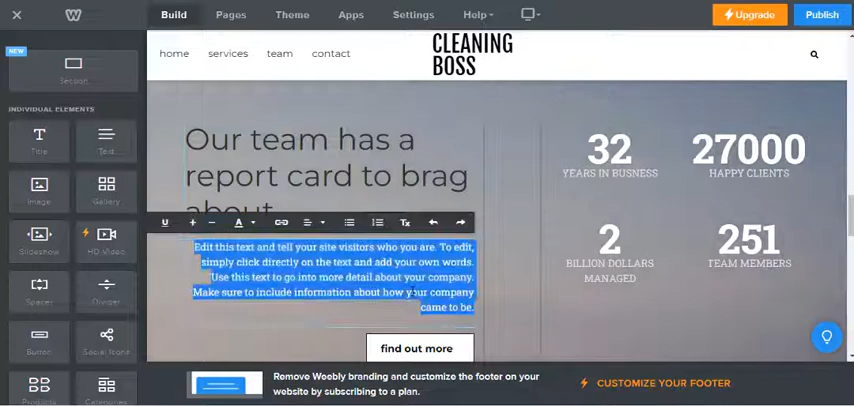 Build Pages Theme Apps Settings Help
Upgrade
Publish
NEW
Section
INDIVIDUAL ELEMENTS
Title Text
Image Gallery
Slideshow HD Video
Spacer Divider
Button Social Icons
Products Categories
home services team contact
CLEANING
BOSS
Our team has a
report card to brag
about
U + − A
Edit this text and tell your site visitors who you are. To edit,
simply click directly on the text and add your own words.
Use this text to go into more detail about your company.
Make sure to include information about how your company
came to be.
find out more
32
YEARS IN BUSNESS
27000
HAPPY CLIENTS
2
BILLION DOLLARS
MANAGED
251
TEAM MEMBERS
Remove Weebly branding and customize the footer on your
website by subscribing to a plan.
CUSTOMIZE YOUR FOOTER